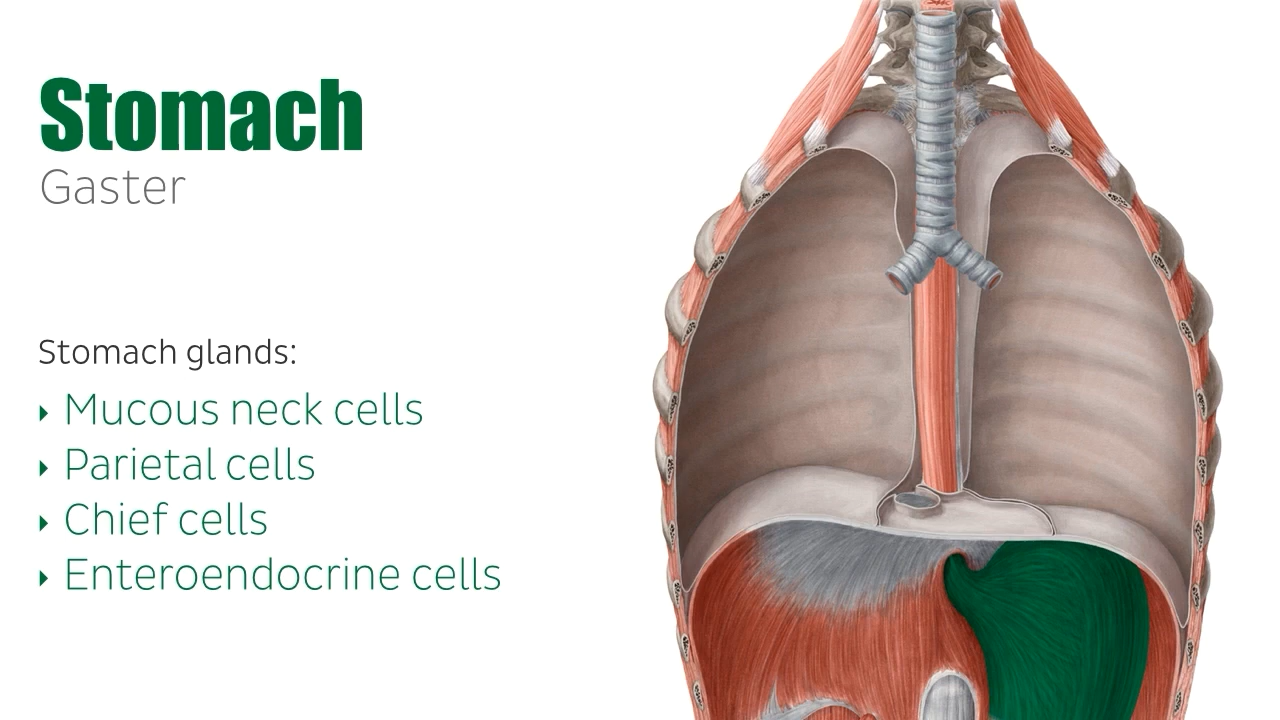 Stomach
Gaster
Stomach glands:
Mucous neck cells
Parietal cells
Chief cells
Enteroendocrine cells